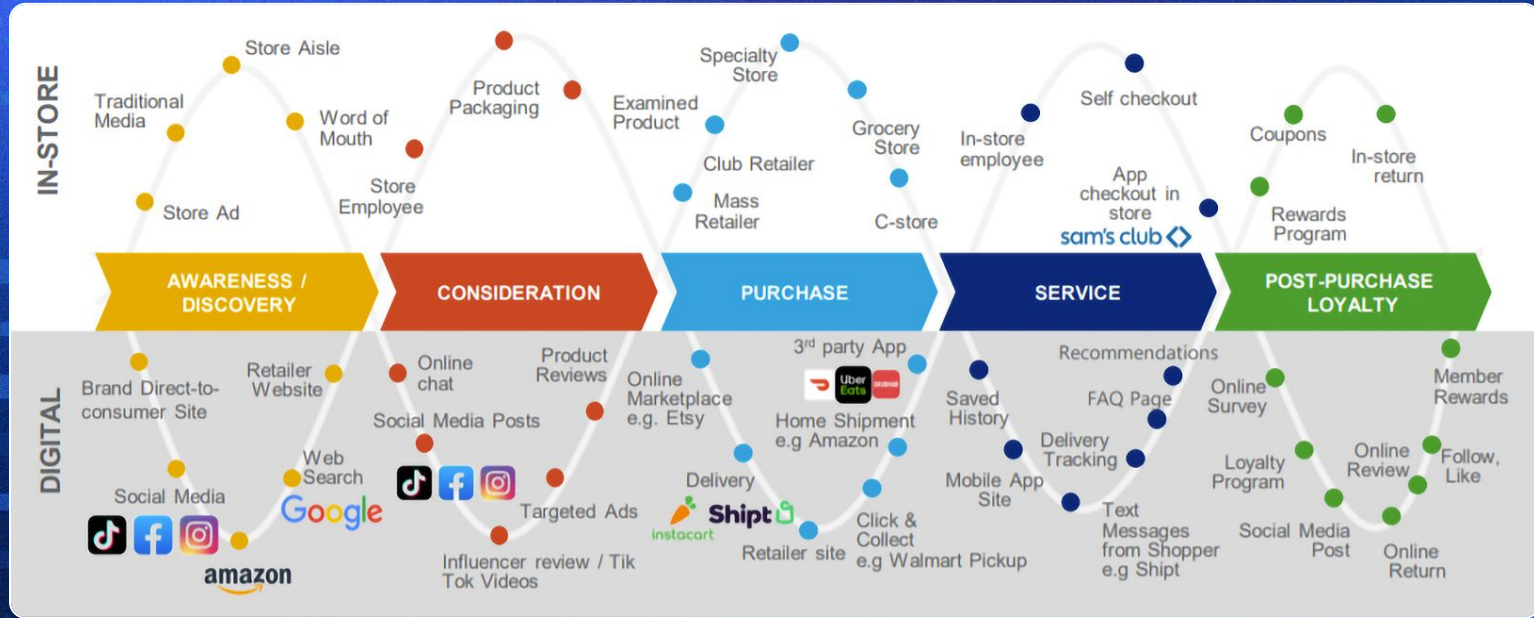 IN-STORE
Store Aisle
Traditional
Media
Word of
Mouth
Store Ad
Product
Packaging
Store
Employee
Specialty
Store
Examined
Product
Grocery
Store
Club Retailer
Mass
Retailer
C-store
Self checkout
In-store
employee
App
checkout in
store
sam's club
Coupons
In-store
return
Rewards
Program
AWARENESS /
DISCOVERY
CONSIDERATION
PURCHASE
SERVICE
POST-PURCHASE
LOYALTY
DIGITAL
Brand Direct-to-
consumer Site
Retailer
Website
Social Media
Web
Search
Google
amazon
Online
chat
Product
Reviews
Social Media Posts
Targeted Ads
Influencer review / Tik
Tok Videos
Online
Marketplace
e.g. Etsy
3rd party App
Uber
Eats
GRUBHUB
Home Shipment
e.g Amazon
Delivery
instacart
Shipt
Retailer site
Click &
Collect
e.g Walmart Pickup
Saved
History
Recommendations
FAQ Page
Delivery
Tracking
Mobile App
Site
Text
Messages
from Shopper
e.g Shipt
Online
Survey
Member
Rewards
Loyalty
Program
Online
Review
Follow,
Like
Social Media
Post
Online
Return